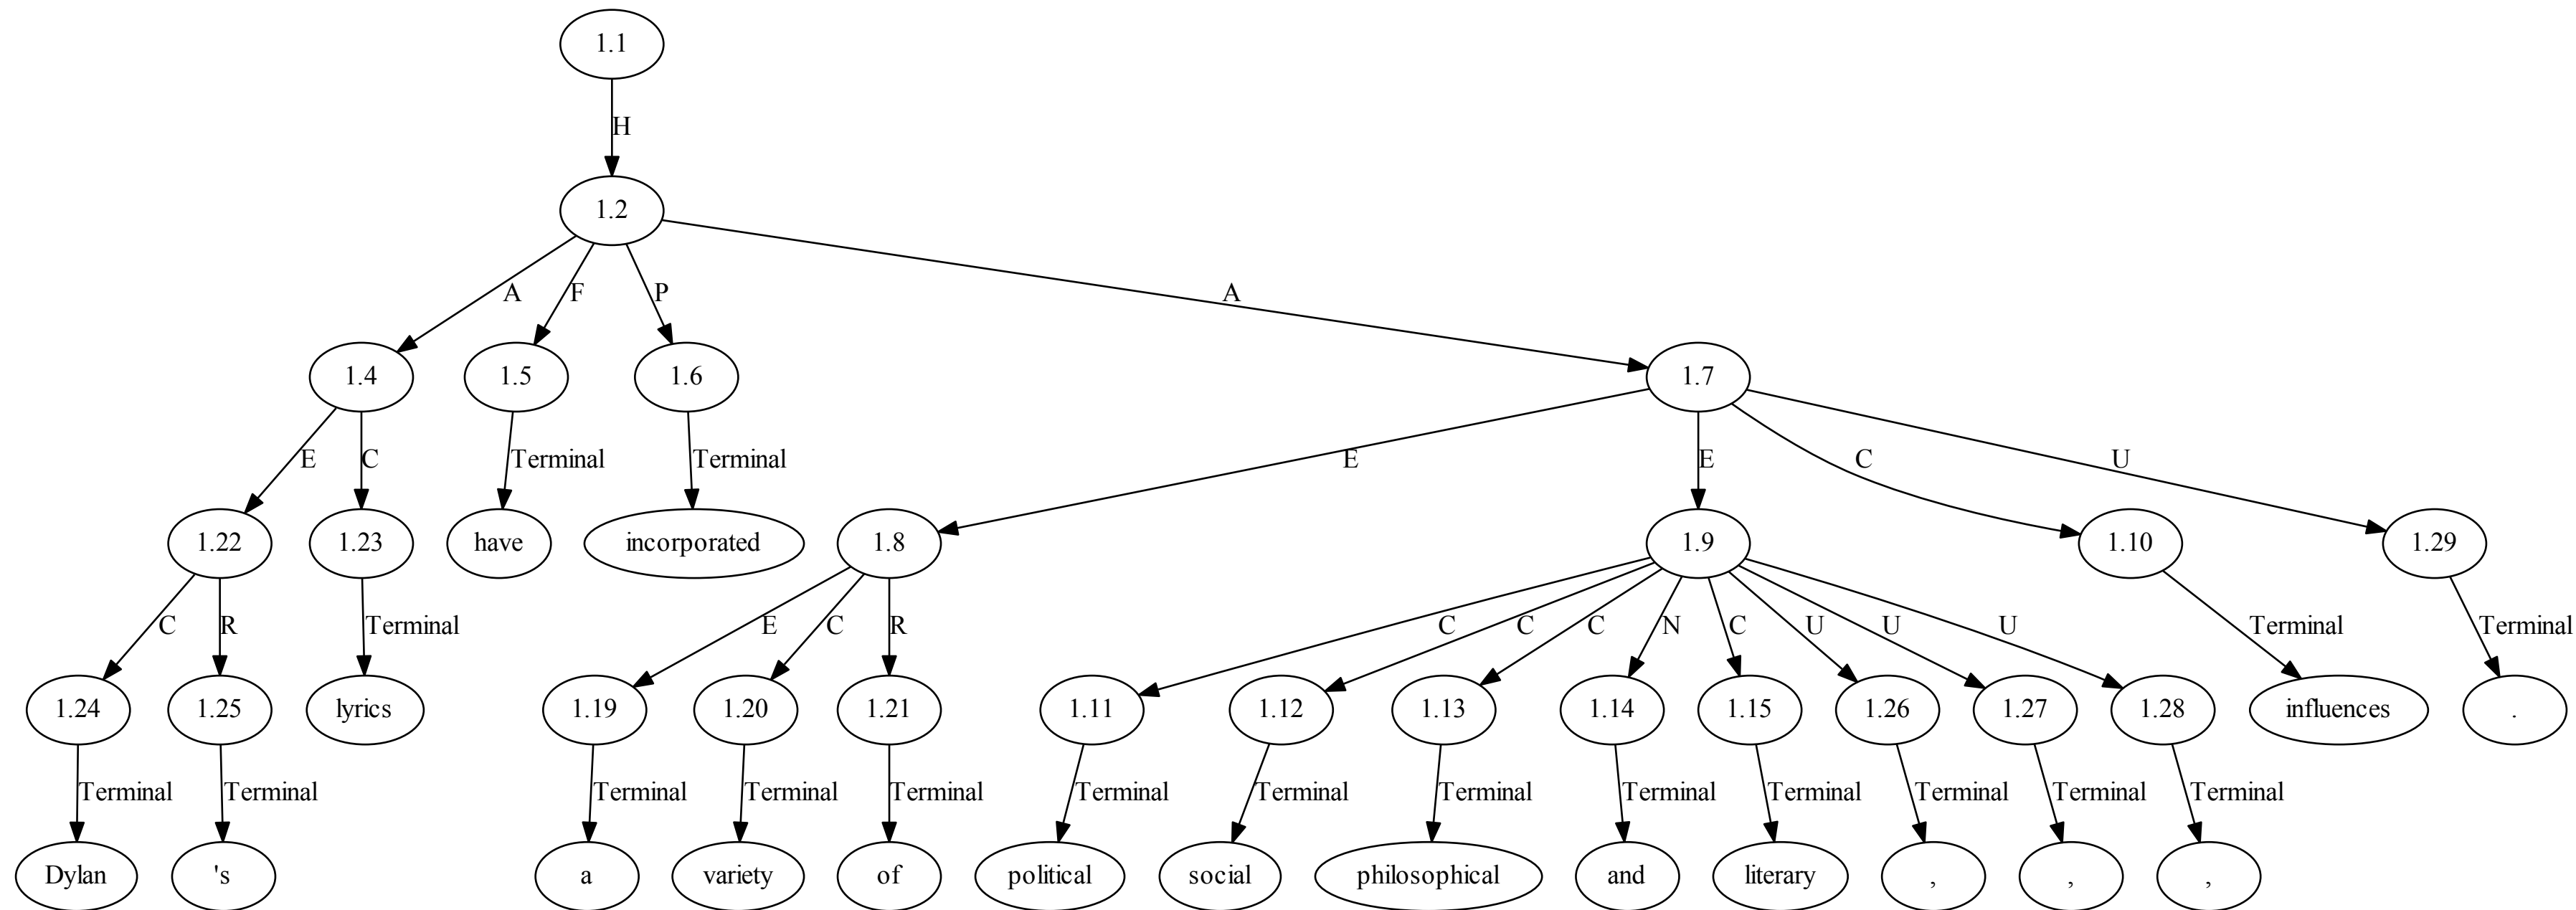 1.1
H
1.2
A F P A
1.4 1.5 1.6 1.7
E C Terminal Terminal E E C U
1.22 1.23 have incorporated 1.8 1.9 1.10 1.29
C R Terminal E C R C C C N C U U U Terminal Terminal
1.24 1.25 lyrics 1.19 1.20 1.21 1.11 1.12 1.13 1.14 1.15 1.26 1.27 1.28 influences .
Terminal Terminal Terminal Terminal Terminal Terminal Terminal Terminal Terminal Terminal Terminal Terminal Terminal
Dylan 's a variety of political social philosophical and literary , , ,